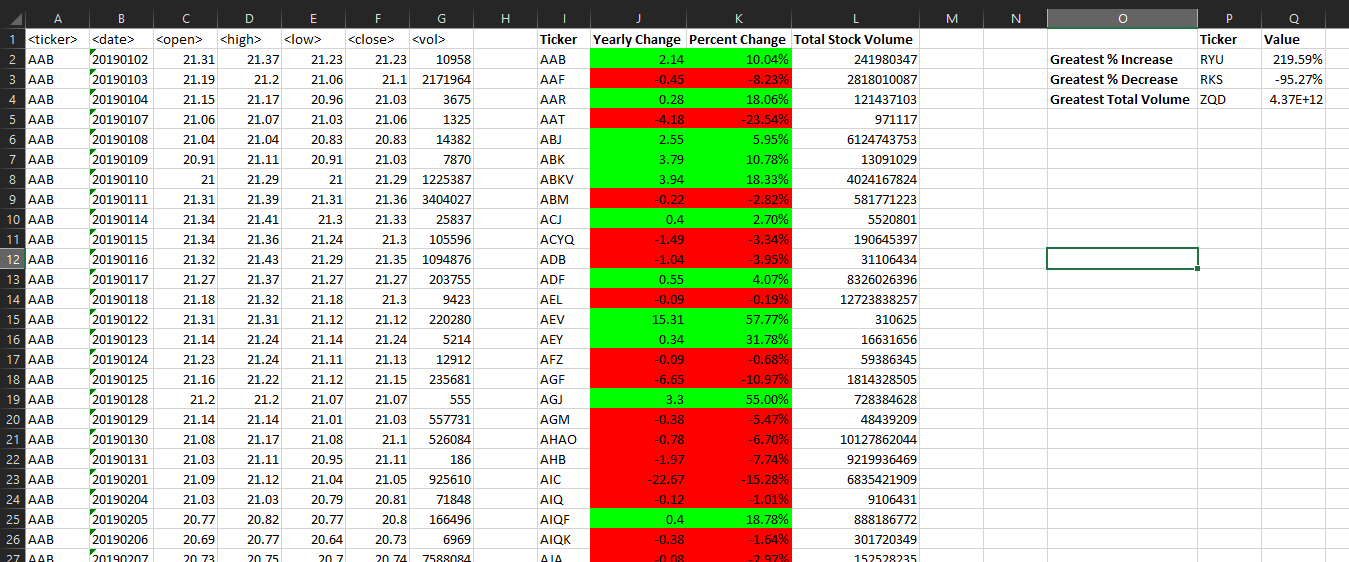 A B C D E F G H I J K L M N O P Q
1 <ticker> <date> <open> <high> <low> <close> <vol> Ticker Yearly Change Percent Change Total Stock Volume Ticker Value
2 AAB 20190102 21.31 21.37 21.23 21.23 10958 AAB 2.14 10.04% 241980347 Greatest % Increase RYU 219.59%
3 AAB 20190103 21.19 21.2 21.06 21.1 2171964 AAF -0.45 -8.23% 2818010087 Greatest % Decrease RKS -95.27%
4 AAB 20190104 21.15 21.17 20.96 21.03 3675 AAR 0.28 18.06% 121437103 Greatest Total Volume ZQD 4.37E+12
5 AAB 20190107 21.06 21.07 21.03 21.06 1325 AAT -4.18 -23.54% 971117
6 AAB 20190108 21.04 21.04 20.83 20.83 14382 ABJ 2.55 5.95% 6124743753
7 AAB 20190109 20.91 21.11 20.91 21.03 7870 ABK 3.79 10.78% 13091029
8 AAB 20190110 21 21.29 21 21.29 1225387 ABKV 3.94 18.33% 4024167824
9 AAB 20190111 21.31 21.39 21.31 21.36 3404027 ABM -0.22 -2.82% 581771223
10 AAB 20190114 21.34 21.41 21.3 21.33 25837 ACJ 0.4 2.70% 5520801
11 AAB 20190115 21.34 21.36 21.24 21.3 105596 ACYQ -1.49 -3.34% 190645397
12 AAB 20190116 21.32 21.43 21.29 21.35 1094876 ADB -1.04 -3.95% 31106434
13 AAB 20190117 21.27 21.37 21.27 21.27 203755 ADF 0.55 4.07% 8326026396
14 AAB 20190118 21.18 21.32 21.18 21.3 9423 AEL -0.09 -0.19% 12723838257
15 AAB 20190122 21.31 21.31 21.12 21.12 220280 AEV 15.31 57.77% 310625
16 AAB 20190123 21.14 21.24 21.14 21.24 5214 AEY 0.34 31.78% 16631656
17 AAB 20190124 21.23 21.24 21.11 21.13 12912 AFZ -0.09 -0.68% 59386345
18 AAB 20190125 21.16 21.22 21.12 21.15 235681 AGF -6.65 -10.97% 1814328505
19 AAB 20190128 21.2 21.2 21.07 21.07 555 AGJ 3.3 55.00% 728384628
20 AAB 20190129 21.14 21.14 21.01 21.03 557731 AGM -0.38 -5.47% 48439209
21 AAB 20190130 21.08 21.17 21.08 21.1 526084 AHAO -0.78 -6.70% 10127862044
22 AAB 20190131 21.03 21.11 20.95 21.11 186 AHB -1.97 -7.74% 9219936469
23 AAB 20190201 21.09 21.12 21.04 21.05 925610 AIC -22.67 -15.28% 6835421909
24 AAB 20190204 21.03 21.03 20.79 20.81 71848 AIQ -0.12 -1.01% 9106431
25 AAB 20190205 20.77 20.82 20.77 20.8 166496 AIQF 0.4 18.78% 888186772
26 AAB 20190206 20.69 20.77 20.64 20.73 6969 AIQK -0.38 -1.64% 301720349
27 AAB 20190207 20.73 20.75 20.7 20.74 7588084 AJA -0.08 -2.97% 152528235